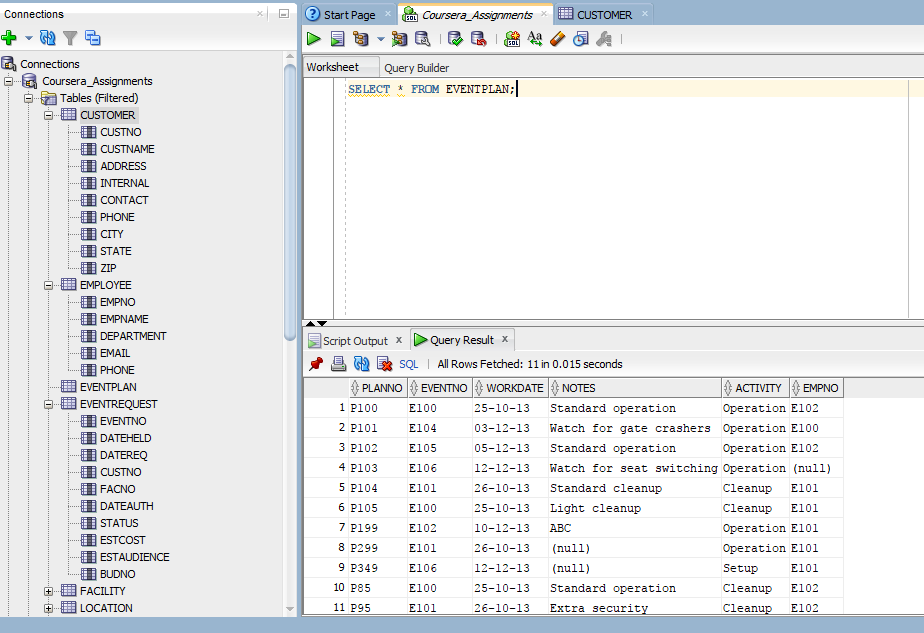 Connections
Connections
Coursera_Assignments
Tables (Filtered)
CUSTOMER
CUSTNO
CUSTNAME
ADDRESS
INTERNAL
CONTACT
PHONE
CITY
STATE
ZIP
EMPLOYEE
EMPNO
EMPNAME
DEPARTMENT
EMAIL
PHONE
EVENTPLAN
EVENTREQUEST
EVENTNO
DATEHELD
DATEREQ
CUSTNO
FACNO
DATEAUTH
STATUS
ESTCOST
ESTAUDIENCE
BUDNO
FACILITY
LOCATION
Start Page Coursera_Assignments CUSTOMER
Worksheet Query Builder
SELECT * FROM EVENTPLAN;
Script Output x Query Result x
SQL | All Rows Fetched: 11 in 0.015 seconds
PLANNO EVENTNO WORKDATE NOTES ACTIVITY EMPNO
1 P100 E100 25-10-13 Standard operation Operation E102
2 P101 E104 03-12-13 Watch for gate crashers Operation E100
3 P102 E105 05-12-13 Standard operation Operation E102
4 P103 E106 12-12-13 Watch for seat switching Operation (null)
5 P104 E101 26-10-13 Standard cleanup Cleanup E101
6 P105 E100 25-10-13 Light cleanup Cleanup E101
7 P199 E102 10-12-13 ABC Operation E101
8 P299 E101 26-10-13 (null) Operation E101
9 P349 E106 12-12-13 (null) Setup E101
10 P85 E100 25-10-13 Standard operation Cleanup E102
11 P95 E101 26-10-13 Extra security Cleanup E102